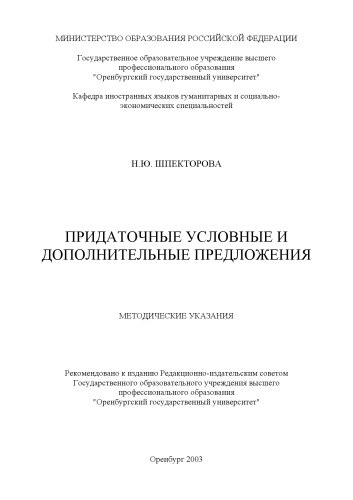 МИНИСТЕРСТВО ОБРАЗОВАНИЯ РОССИЙСКОЙ ФЕДЕРАЦИИ
Государственное образовательное учреждение высшего
профессионального образования
"Оренбургский государственный университет"
Кафедра иностранных языков гуманитарных и социально-
экономических специальностей
Н.Ю. ШПЕКТОРОВА
ПРИДАТОЧНЫЕ УСЛОВНЫЕ И
ДОПОЛНИТЕЛЬНЫЕ ПРЕДЛОЖЕНИЯ
МЕТОДИЧЕСКИЕ УКАЗАНИЯ
Рекомендовано к изданию Редакционно-издательским советом
Государственного образовательного учреждения высшего
профессионального образования
"Оренбургский государственный университет"
Оренбург 2003